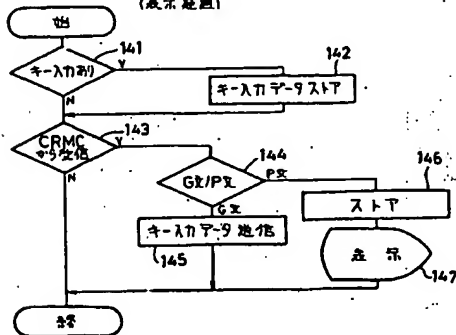 (表示処理)
始
141
キー入力あり
Y
142
キー入力データストア
N
143
CRMC
から受信
Y
144
N
G文/P文
P文
146
ストア
G文
キー入力データ送信
145
表示
147
終